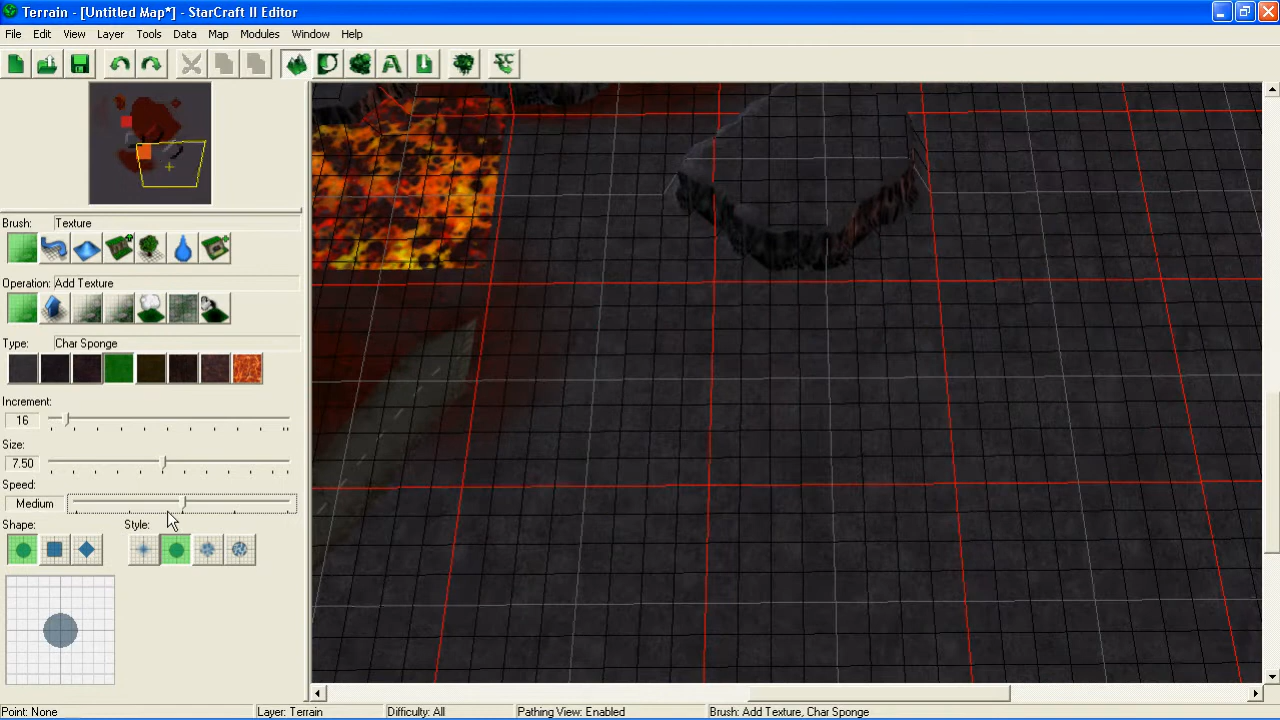 Terrain - [Untitled Map*] - StarCraft II Editor
File Edit View Layer Tools Data Map Modules Window Help
Brush: Texture
Operation: Add Texture
Type: Char Sponge
Increment:
16
Size:
7.50
Speed:
Medium
Shape: Style:
Point: None Layer: Terrain Difficulty: All Pathing View: Enabled Brush: Add Texture, Char Sponge